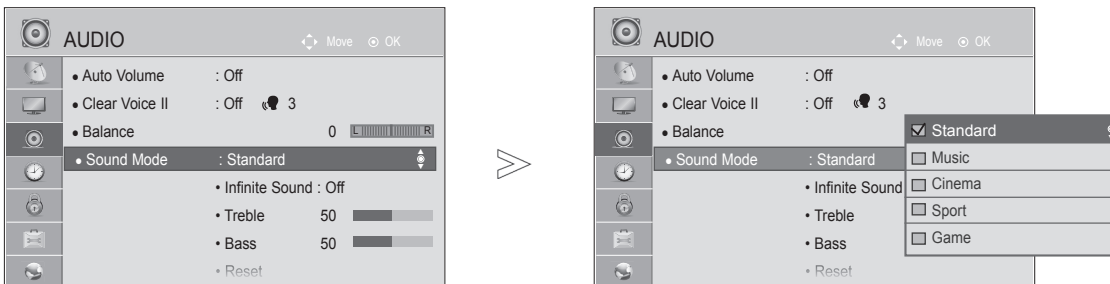 AUDIO
Move OK
• Auto Volume : Off
• Clear Voice II : Off 3
• Balance 0 L R
• Sound Mode : Standard
• Infinite Sound : Off
• Treble 50
• Bass 50
• Reset
AUDIO
Move OK
• Auto Volume : Off
• Clear Voice II : Off 3
• Balance
• Sound Mode : Standard
• Infinite Sound
• Treble
• Bass
• Reset
Standard
Music
Cinema
Sport
Game